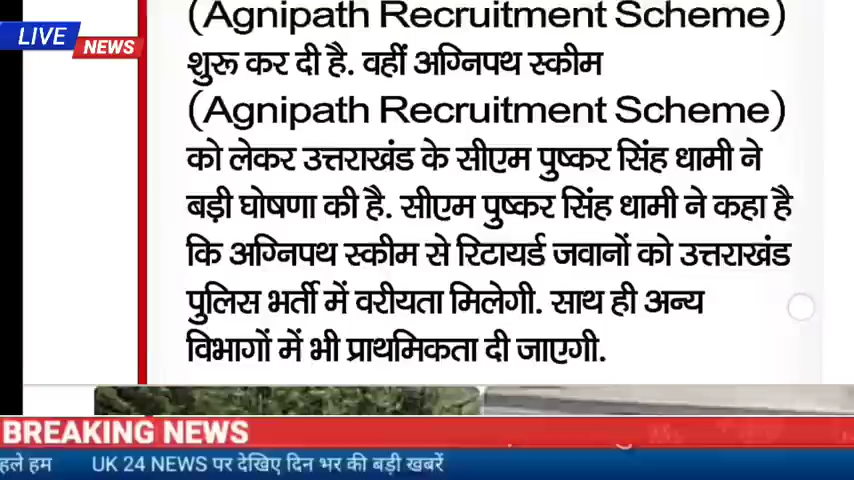 (Agnipath Recruitment Scheme)
LIVE
NEWS
शुरू कर दी है. वहीं अग्निपथ स्कीम
(Agnipath Recruitment Scheme)
को लेकर उत्तराखंड के सीएम पुष्कर सिंह धामी ने
बड़ी घोषणा की है. सीएम पुष्कर सिंह धामी ने कहा है
कि अग्निपथ स्कीम से रिटायर्ड जवानों को उत्तराखंड
पुलिस भर्ती में वरीयता मिलेगी. साथ ही अन्य
विभागों में भी प्राथमिकता दी जाएगी.
BREAKING NEWS
हले हम UK 24 NEWS पर देखिए दिन भर की बड़ी खबरें